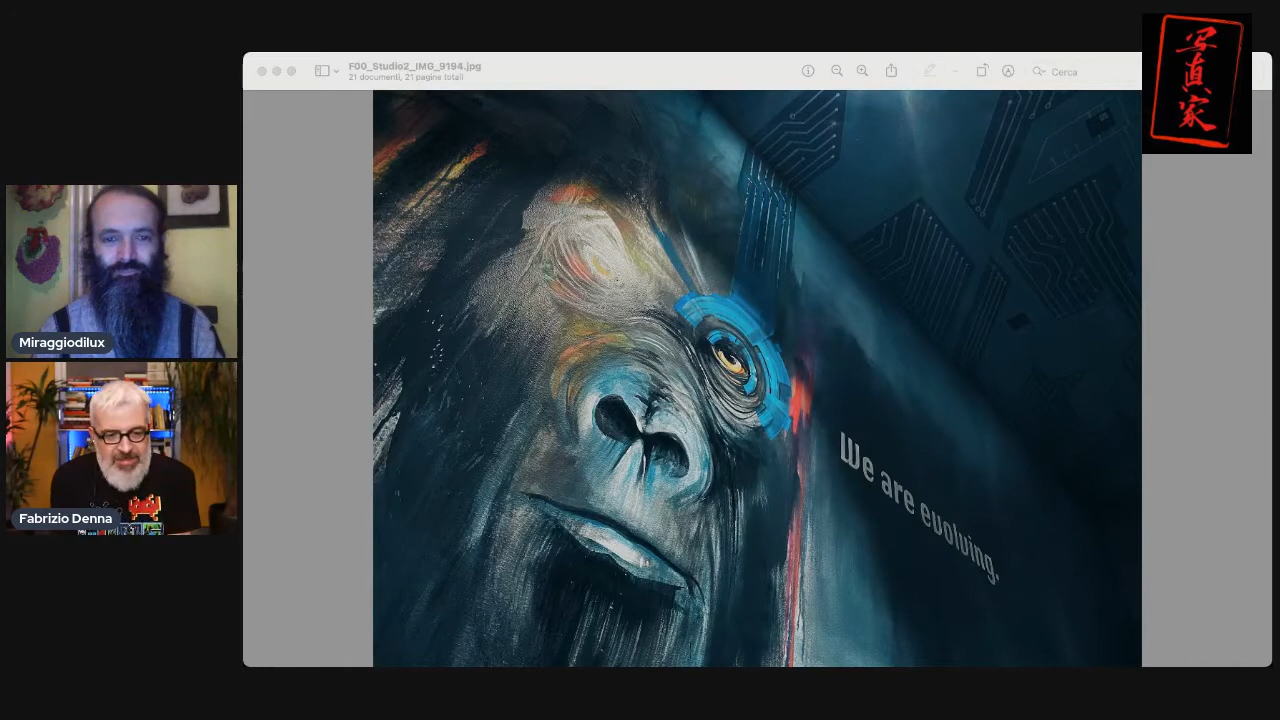 F00_Studio2_IMG_9194.jpg
21 documenti, 21 pagine totali
Cerca
写
真
家
Miraggiodilux
Fabrizio Denna
We are evolving.